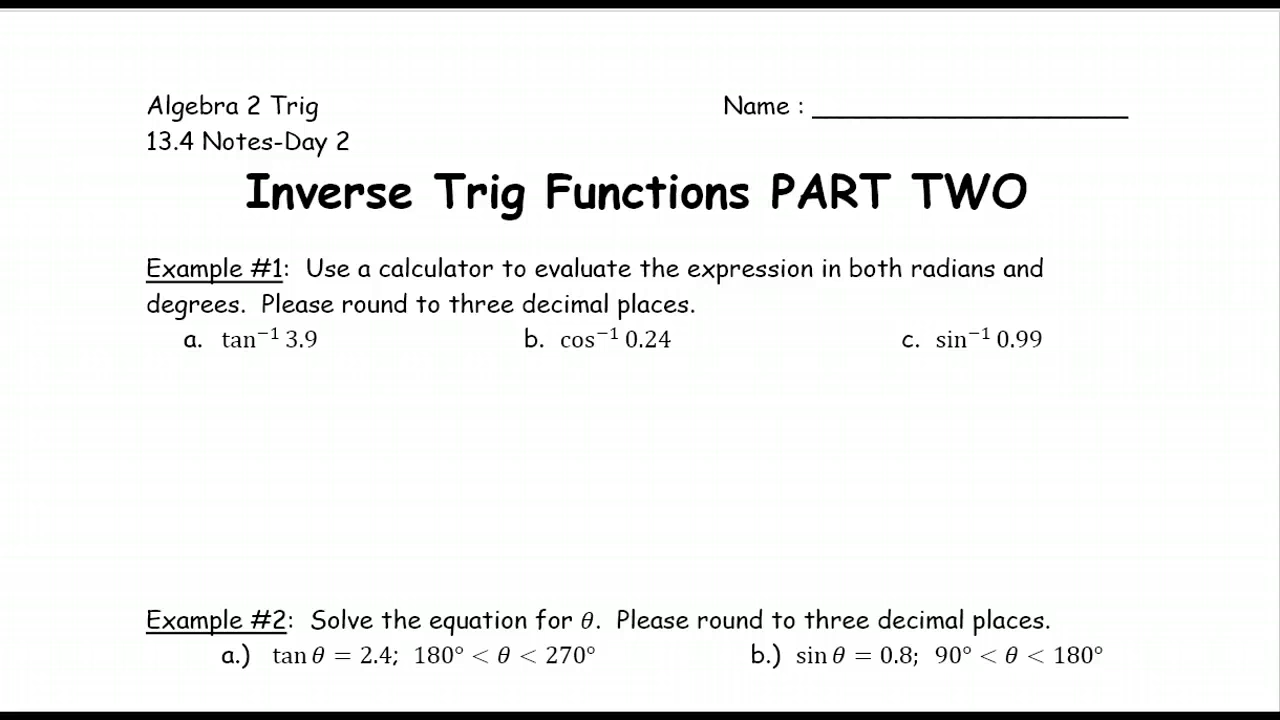 Algebra 2 Trig Name : ____________________
13.4 Notes-Day 2
Inverse Trig Functions PART TWO
Example #1: Use a calculator to evaluate the expression in both radians and
degrees. Please round to three decimal places.
a. tan⁻¹ 3.9 b. cos⁻¹ 0.24 c. sin⁻¹ 0.99
Example #2: Solve the equation for θ. Please round to three decimal places.
a.) tan θ = 2.4; 180° < θ < 270° b.) sin θ = 0.8; 90° < θ < 180°